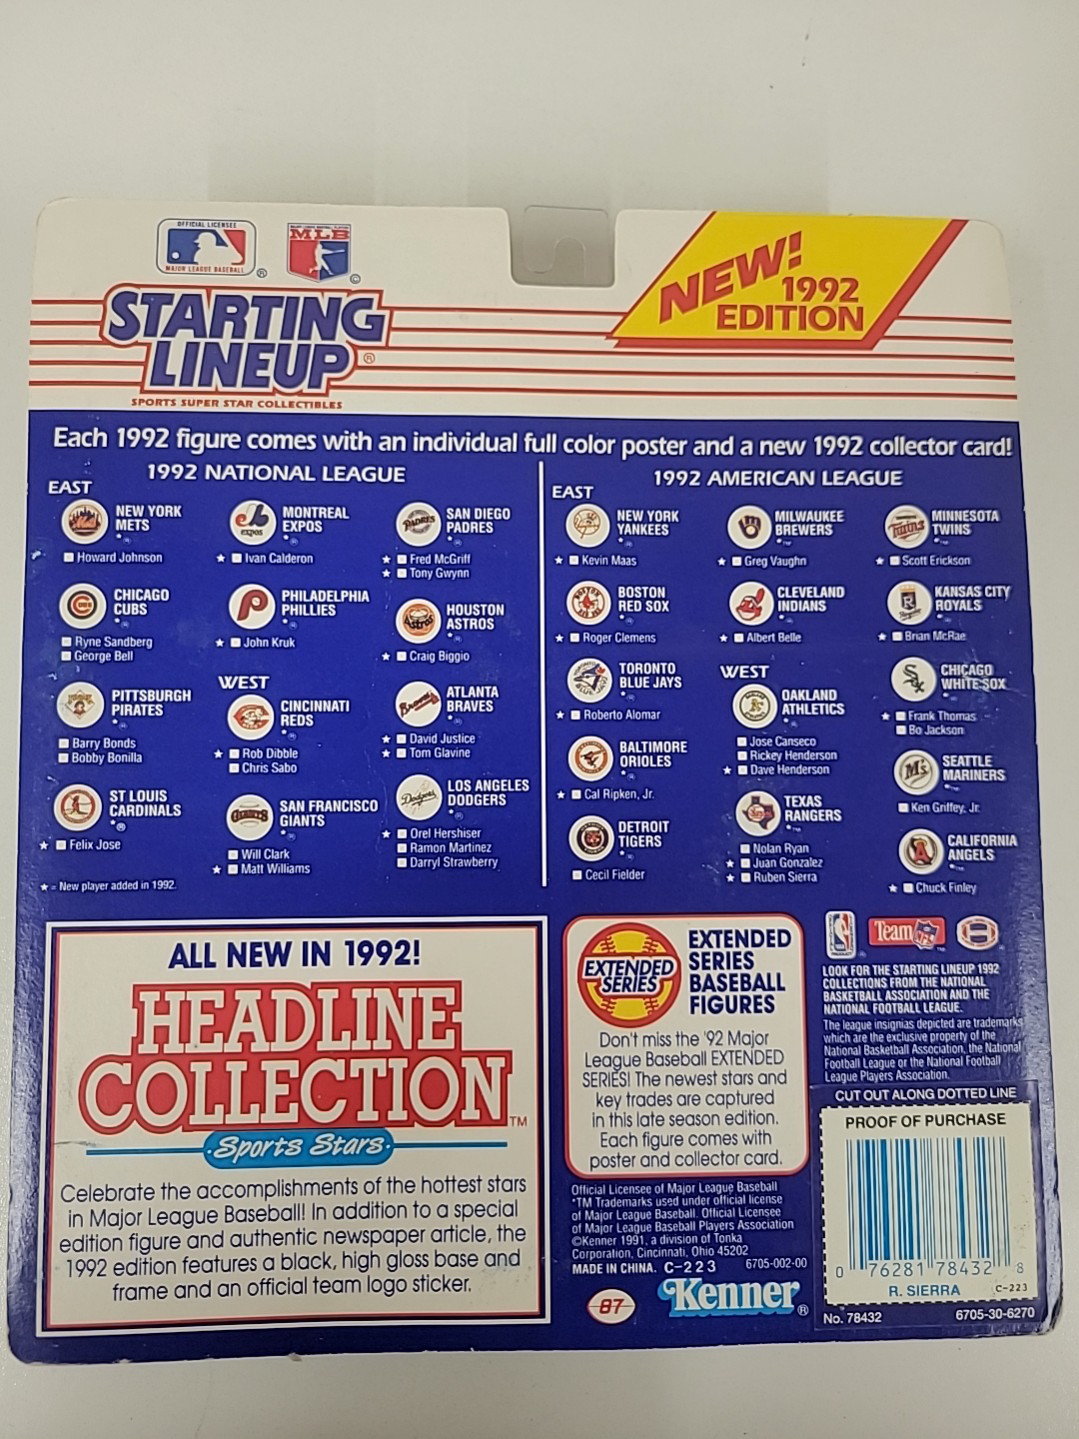 OFFICIAL LICENSEE
MAJOR LEAGUE BASEBALL ®
MLB
©
STARTING
LINEUP ®
SPORTS SUPER STAR COLLECTIBLES
NEW!
1992
EDITION
Each 1992 figure comes with an individual full color poster and a new 1992 collector card!
1992 NATIONAL LEAGUE
EAST
NEW YORK
METS
■ Howard Johnson
CHICAGO
CUBS
■ Ryne Sandberg
■ George Bell
PITTSBURGH
PIRATES
■ Barry Bonds
■ Bobby Bonilla
ST LOUIS
CARDINALS
★ ■ Felix Jose
★ = New player added in 1992.
MONTREAL
EXPOS
★ ■ Ivan Calderon
PHILADELPHIA
PHILLIES
★ ■ John Kruk
WEST
CINCINNATI
REDS
★ ■ Rob Dibble
■ Chris Sabo
GIANTS
SAN FRANCISCO
GIANTS
■ Will Clark
★ ■ Matt Williams
PADRES
SAN DIEGO
PADRES
★ ■ Fred McGriff
★ ■ Tony Gwynn
Astros
HOUSTON
ASTROS
★ ■ Craig Biggio
Braves
ATLANTA
BRAVES
★ ■ David Justice
★ ■ Tom Glavine
Dodgers
LOS ANGELES
DODGERS
★ ■ Orel Hershiser
■ Ramon Martinez
■ Darryl Strawberry
1992 AMERICAN LEAGUE
EAST
NEW YORK
YANKEES
★ ■ Kevin Maas
BOSTON
RED SOX
★ ■ Roger Clemens
TORONTO
BLUE JAYS
★ ■ Roberto Alomar
BALTIMORE
ORIOLES
★ ■ Cal Ripken, Jr.
DETROIT
TIGERS
■ Cecil Fielder
MILWAUKEE
BREWERS
★ ■ Greg Vaughn
CLEVELAND
INDIANS
★ ■ Albert Belle
WEST
OAKLAND
ATHLETICS
■ Jose Canseco
■ Rickey Henderson
★ ■ Dave Henderson
TEXAS
RANGERS
■ Nolan Ryan
★ ■ Juan Gonzalez
★ ■ Ruben Sierra
Twins
MINNESOTA
TWINS
★ ■ Scott Erickson
Royals
KANSAS CITY
ROYALS
★ ■ Brian McRae
CHICAGO
WHITE SOX
★ ■ Frank Thomas
■ Bo Jackson
M's
SEATTLE
MARINERS
■ Ken Griffey, Jr.
CALIFORNIA
ANGELS
★ ■ Chuck Finley
ALL NEW IN 1992!
HEADLINE
COLLECTION ™
Sports Stars
Celebrate the accomplishments of the hottest stars
in Major League Baseball! In addition to a special
edition figure and authentic newspaper article, the
1992 edition features a black, high gloss base and
frame and an official team logo sticker.
EXTENDED
SERIES
EXTENDED
SERIES
BASEBALL
FIGURES
Don't miss the '92 Major
League Baseball EXTENDED
SERIES! The newest stars and
key trades are captured
in this late season edition.
Each figure comes with
poster and collector card.
Official Licensee of Major League Baseball
*TM Trademarks used under official license
of Major League Baseball. Official Licensee
of Major League Baseball Players Association
©Kenner 1991, a division of Tonka
Corporation, Cincinnati, Ohio 45202
MADE IN CHINA. C-223 6705-002-00
87
Kenner ®
NBA
Team NFL
LOOK FOR THE STARTING LINEUP 1992
COLLECTIONS FROM THE NATIONAL
BASKETBALL ASSOCIATION AND THE
NATIONAL FOOTBALL LEAGUE.
The league insignias depicted are trademarks
which are the exclusive property of the
National Basketball Association, the National
Football League or the National Football
League Players Association.
CUT OUT ALONG DOTTED LINE
PROOF OF PURCHASE
0 76281 78432 8
R. SIERRA
C-223
No. 78432 6705-30-6270